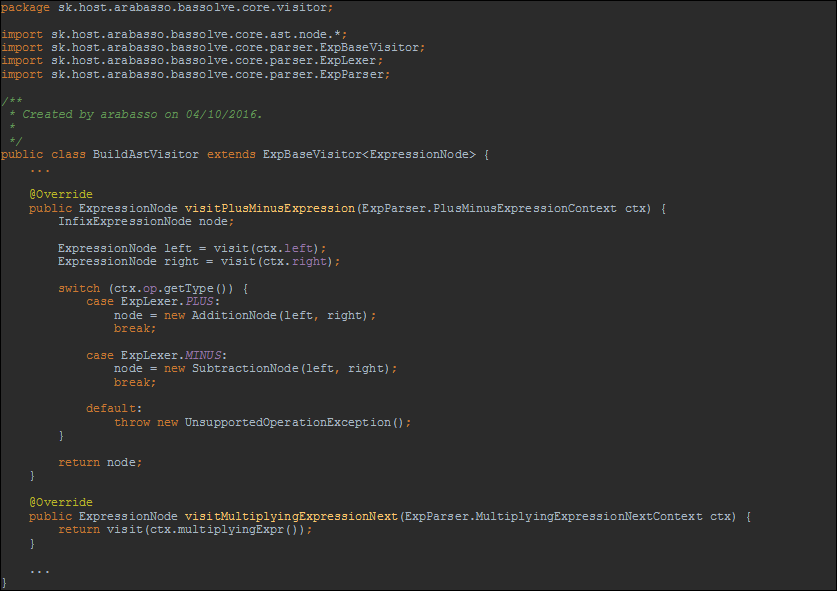 package sk.host.arabasso.bassolve.core.visitor;
import sk.host.arabasso.bassolve.core.ast.node.*;
import sk.host.arabasso.bassolve.core.parser.ExpBaseVisitor;
import sk.host.arabasso.bassolve.core.parser.ExpLexer;
import sk.host.arabasso.bassolve.core.parser.ExpParser;
/**
 * Created by arabasso on 04/10/2016.
 *
 */
public class BuildAstVisitor extends ExpBaseVisitor<ExpressionNode> {
    ...
    @Override
    public ExpressionNode visitPlusMinusExpression(ExpParser.PlusMinusExpressionContext ctx) {
        InfixExpressionNode node;
        ExpressionNode left = visit(ctx.left);
        ExpressionNode right = visit(ctx.right);
        switch (ctx.op.getType()) {
            case ExpLexer.PLUS:
                node = new AdditionNode(left, right);
                break;
            case ExpLexer.MINUS:
                node = new SubtractionNode(left, right);
                break;
            default:
                throw new UnsupportedOperationException();
        }
        return node;
    }
    @Override
    public ExpressionNode visitMultiplyingExpressionNext(ExpParser.MultiplyingExpressionNextContext ctx) {
        return visit(ctx.multiplyingExpr());
    }
    ...
}